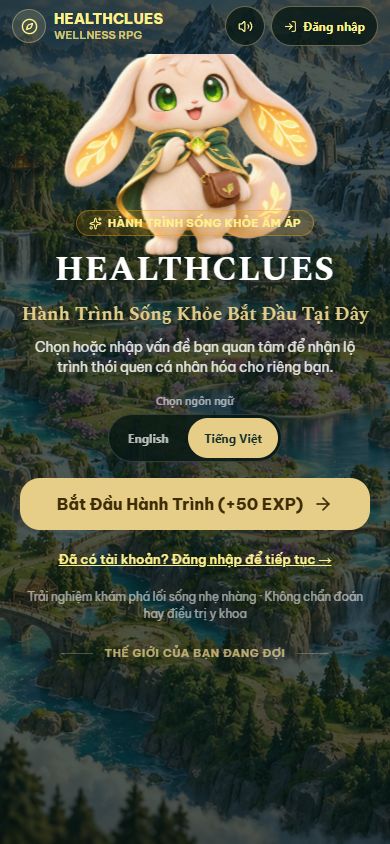 HEALTHCLUES
WELLNESS RPG
Đăng nhập
HÀNH TRÌNH SỐNG KHỎE ẤM ÁP
HEALTHCLUES
Hành Trình Sống Khỏe Bắt Đầu Tại Đây
Chọn hoặc nhập vấn đề bạn quan tâm để nhận lộ
trình thói quen cá nhân hóa cho riêng bạn.
Chọn ngôn ngữ
English
Tiếng Việt
Bắt Đầu Hành Trình (+50 EXP) →
Đã có tài khoản? Đăng nhập để tiếp tục →
Trải nghiệm khám phá lối sống nhẹ nhàng · Không chẩn đoán
hay điều trị y khoa
THẾ GIỚI CỦA BẠN ĐANG ĐỢI